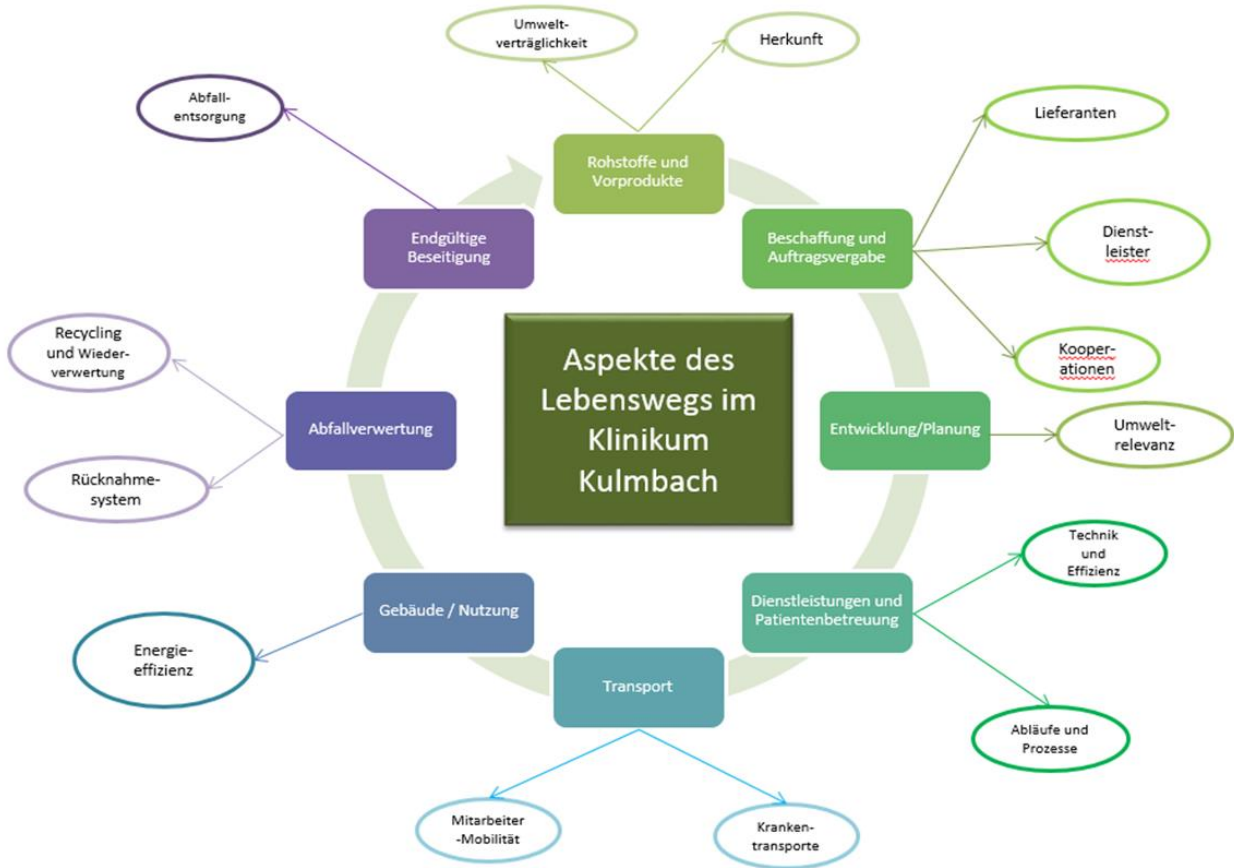 Umwelt-
verträglichkeit
Herkunft
Abfall-
entsorgung
Lieferanten
Rohstoffe und
Vorprodukte
Endgültige
Beseitigung
Beschaffung und
Auftragsvergabe
Dienst-
leister
Recycling
und Wieder-
verwertung
Kooper-
ationen
Aspekte des
Lebenswegs im
Klinikum
Kulmbach
Abfallverwertung
Entwicklung/Planung
Umwelt-
relevanz
Rücknahme-
system
Technik
und
Effizienz
Gebäude / Nutzung
Dienstleistungen und
Patientenbetreuung
Energie-
effizienz
Transport
Abläufe und
Prozesse
Mitarbeiter
-Mobilität
Kranken-
transporte